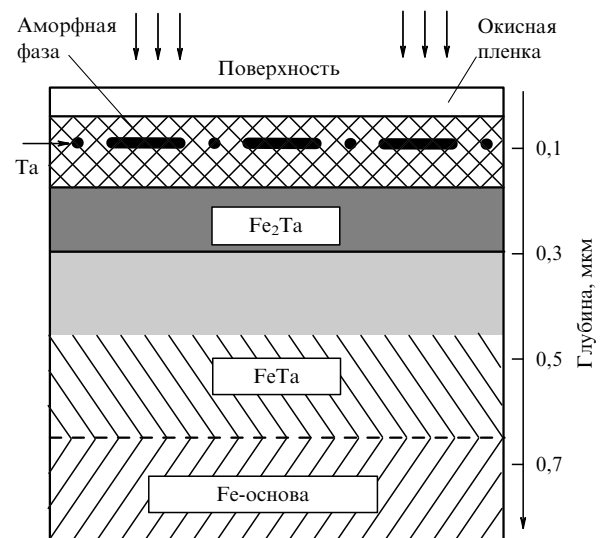 Аморфная
фаза
Окисная
пленка
Поверхность
Ta
0,1
Fe₂Ta
0,3
Глубина, мкм
FeTa
0,5
Fe-основа
0,7